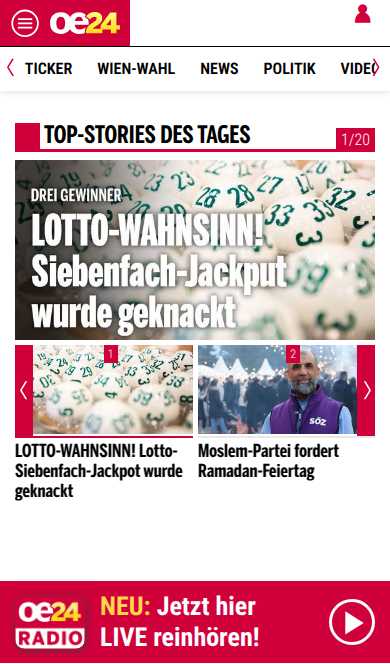 oe24
TICKER WIEN-WAHL NEWS POLITIK VIDEO
TOP-STORIES DES TAGES
1/20
DREI GEWINNER
LOTTO-WAHNSINN!
Siebenfach-Jackput
wurde geknackt
1
2
SÖZ
LOTTO-WAHNSINN! Lotto-
Siebenfach-Jackpot wurde
geknackt
Moslem-Partei fordert
Ramadan-Feiertag
oe24
RADIO
NEU: Jetzt hier
LIVE reinhören!